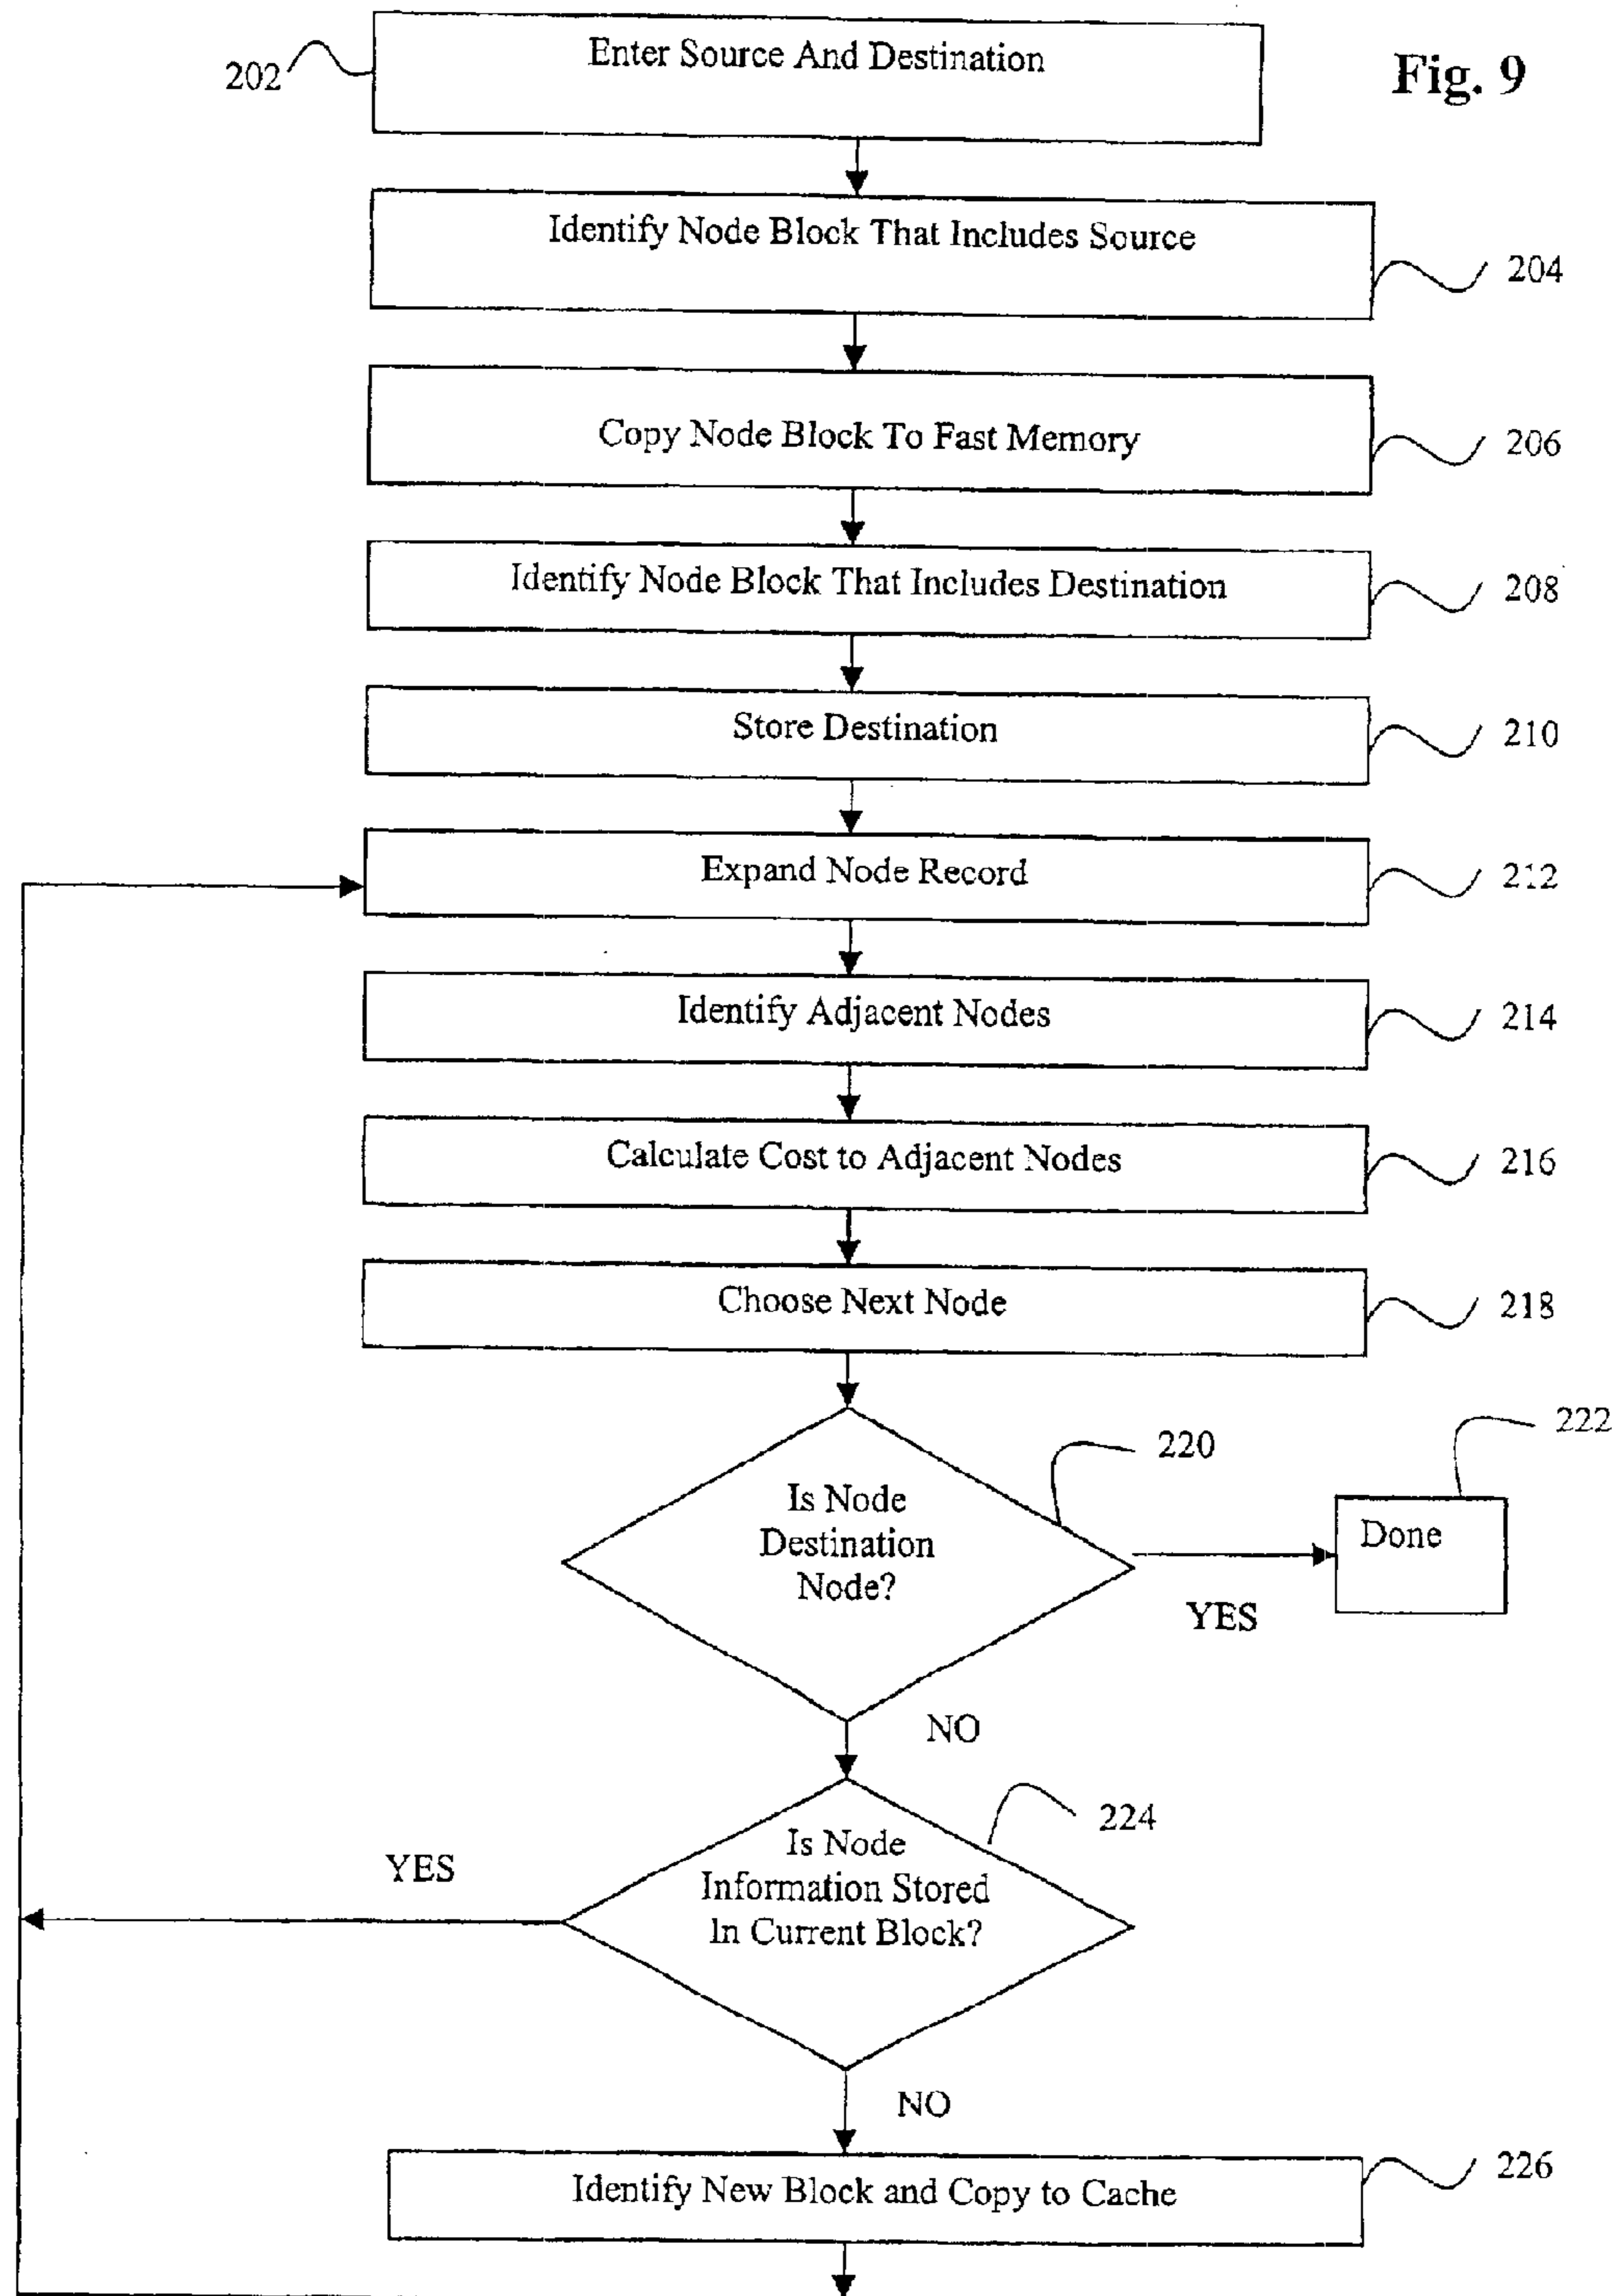 Enter Source And Destination
202
Fig. 9
Identify Node Block That Includes Source
204
Copy Node Block To Fast Memory
206
Identify Node Block That Includes Destination
208
Store Destination
210
Expand Node Record
212
Identify Adjacent Nodes
214
Calculate Cost to Adjacent Nodes
216
Choose Next Node
218
Is Node
Destination
Node?
220
222
Done
YES
NO
Is Node
Information Stored
In Current Block?
224
YES
NO
Identify New Block and Copy to Cache
226